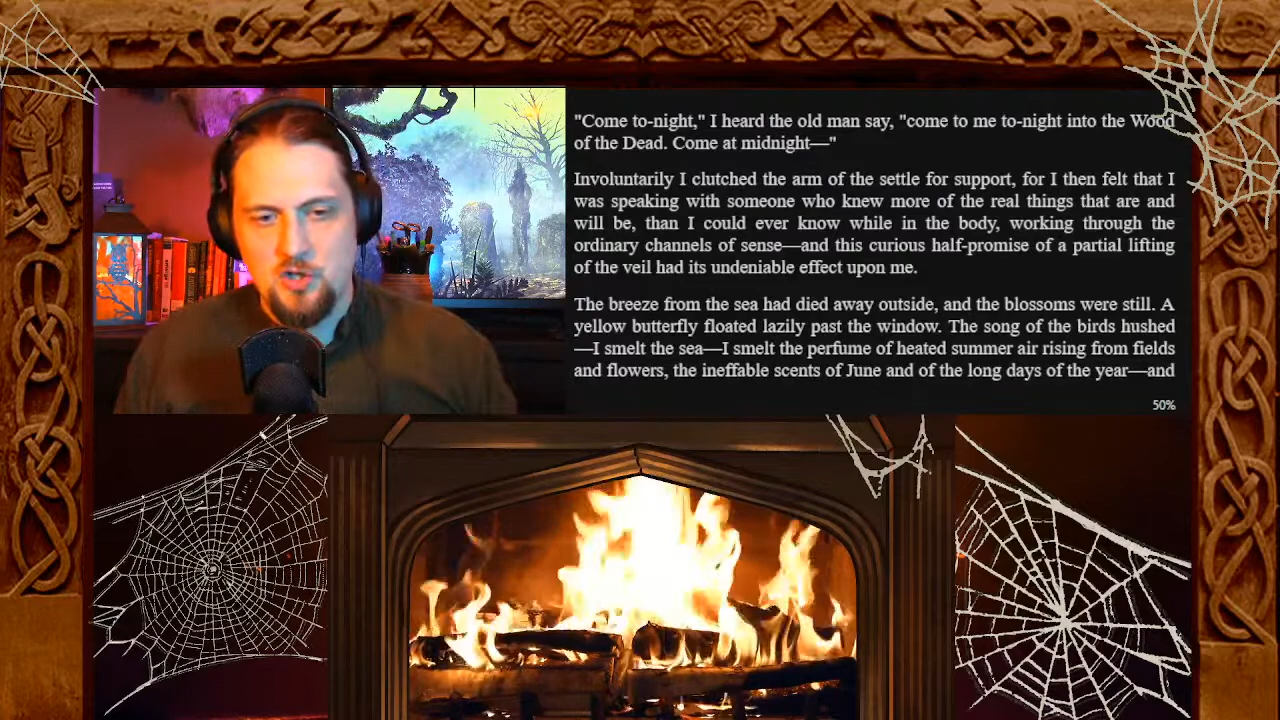 "Come to-night," I heard the old man say, "come to me to-night into the Wood
of the Dead. Come at midnight—"
Involuntarily I clutched the arm of the settle for support, for I then felt that I
was speaking with someone who knew more of the real things that are and
will be, than I could ever know while in the body, working through the
ordinary channels of sense—and this curious half-promise of a partial lifting
of the veil had its undeniable effect upon me.
The breeze from the sea had died away outside, and the blossoms were still. A
yellow butterfly floated lazily past the window. The song of the birds hushed
—I smelt the sea—I smelt the perfume of heated summer air rising from fields
and flowers, the ineffable scents of June and of the long days of the year—and
50%